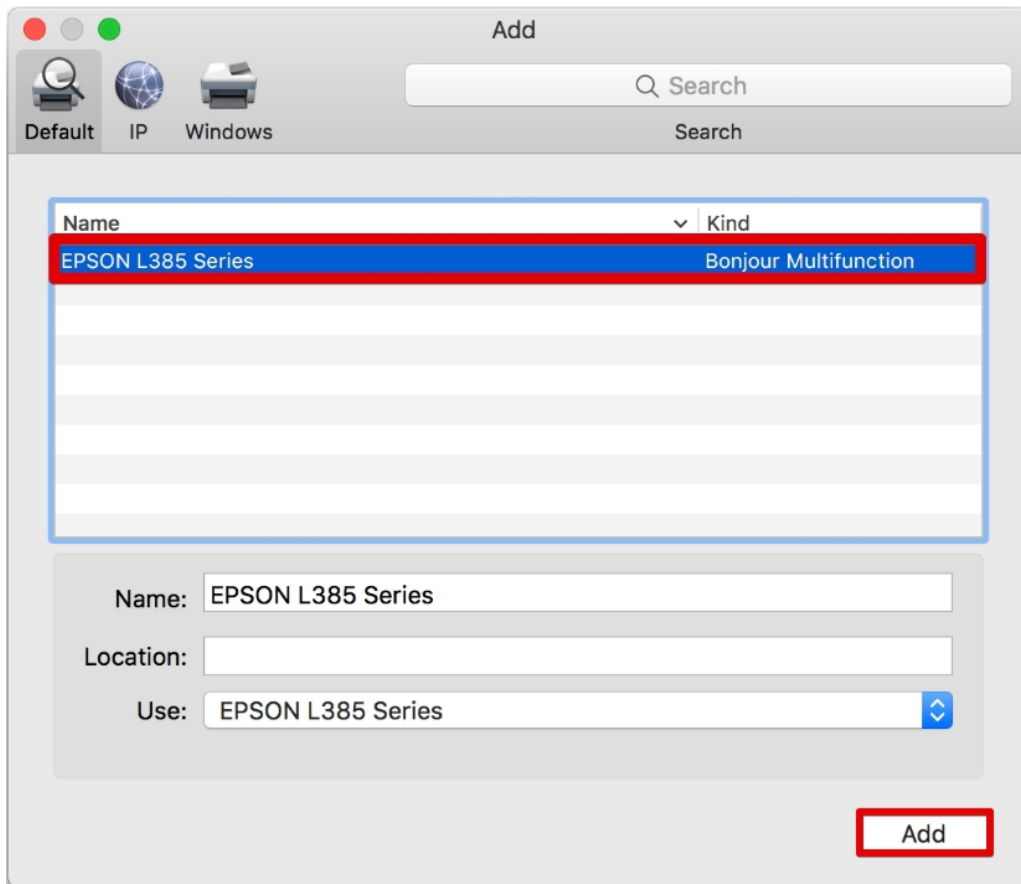 Add
Search
Default IP Windows Search
Name Kind
EPSON L385 Series Bonjour Multifunction
Name: EPSON L385 Series
Location:
Use: EPSON L385 Series
Add